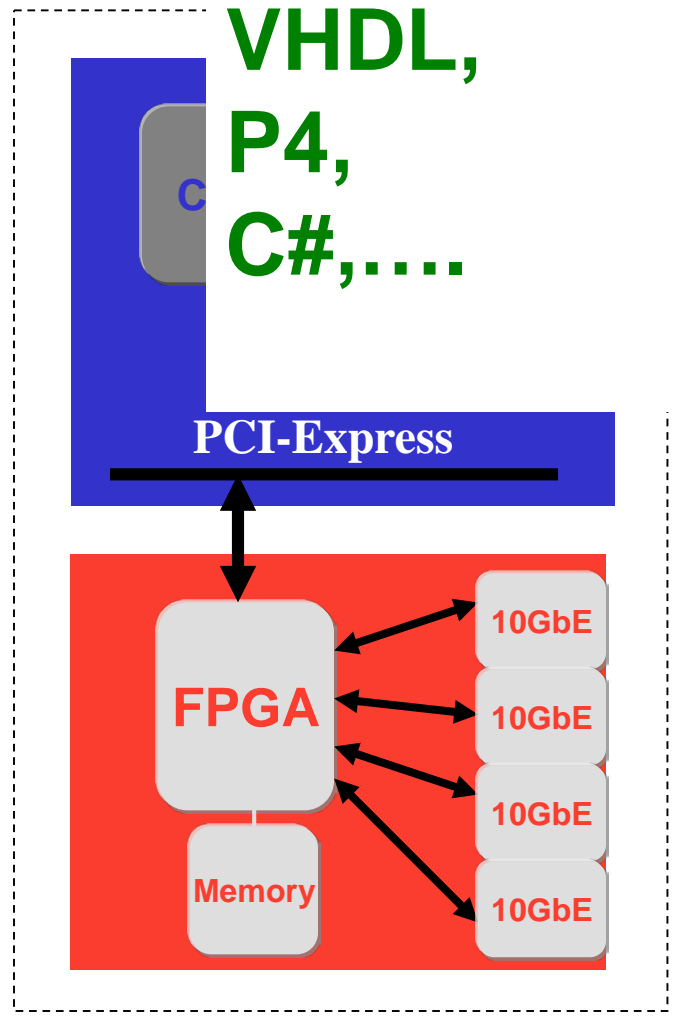 VHDL,
P4,
C#,....
C
PCI-Express
10GbE
FPGA
10GbE
10GbE
Memory
10GbE